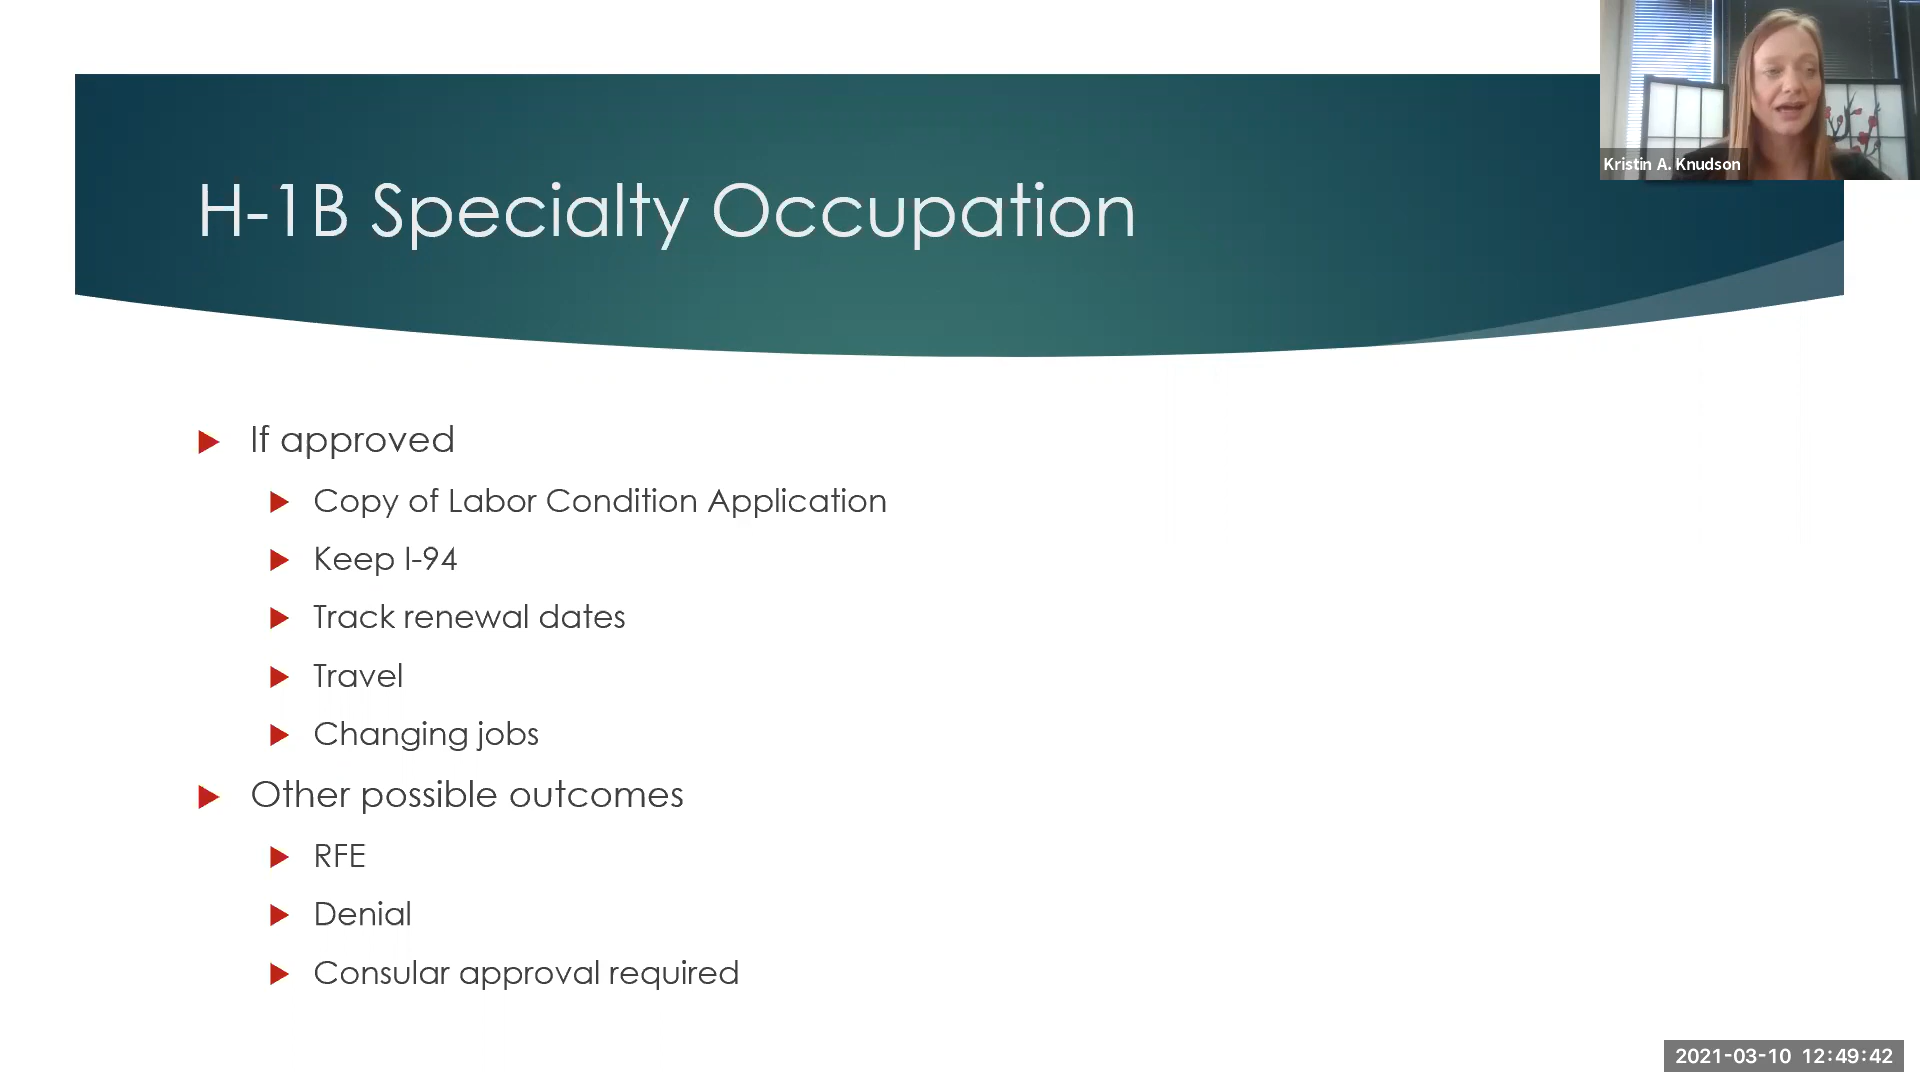 Kristin A. Knudson
H-1B Specialty Occupation
If approved
Copy of Labor Condition Application
Keep I-94
Track renewal dates
Travel
Changing jobs
Other possible outcomes
RFE
Denial
Consular approval required
2021-03-10 12:49:42